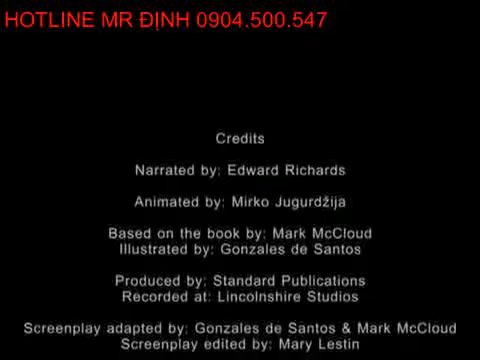 HOTLINE MR ĐỊNH 0904.500.547
Credits
Narrated by: Edward Richards
Animated by: Mirko Jugurdžija
Based on the book by: Mark McCloud
Illustrated by: Gonzales de Santos
Produced by: Standard Publications
Recorded at: Lincolnshire Studios
Screenplay adapted by: Gonzales de Santos & Mark McCloud
Screenplay edited by: Mary Lestin